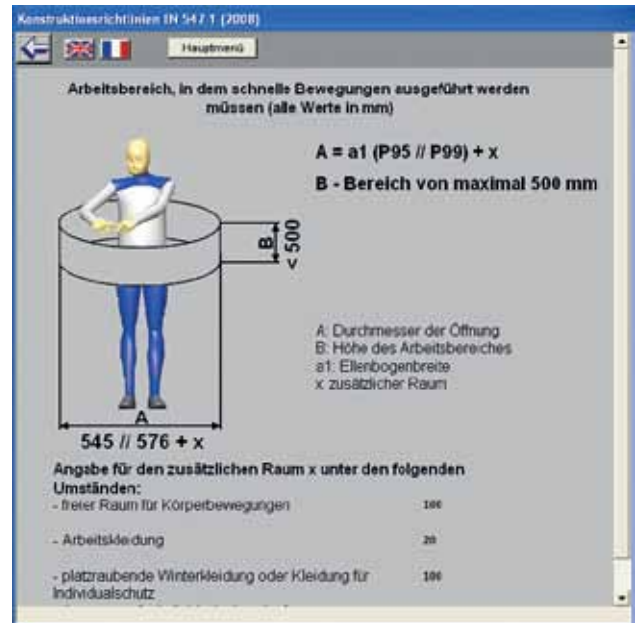 Konstruktionsrichtlinien IN 547 1 (2008)
Hauptmenü
Arbeitsbereich, in dem schnelle Bewegungen ausgeführt werden
müssen (alle Werte in mm)
A = a1 (P95 // P99) + x
B - Bereich von maximal 500 mm
B
< 500
A: Durchmesser der Öffnung
B: Höhe des Arbeitsbereiches
a1: Ellenbogenbreite
x zusätzlicher Raum
A
545 // 576 + x
Angabe für den zusätzlichen Raum x unter den folgenden
Umständen:
- freier Raum für Körperbewegungen 100
- Arbeitskleidung 20
- platzraubende Winterkleidung oder Kleidung für 100
Individualschutz